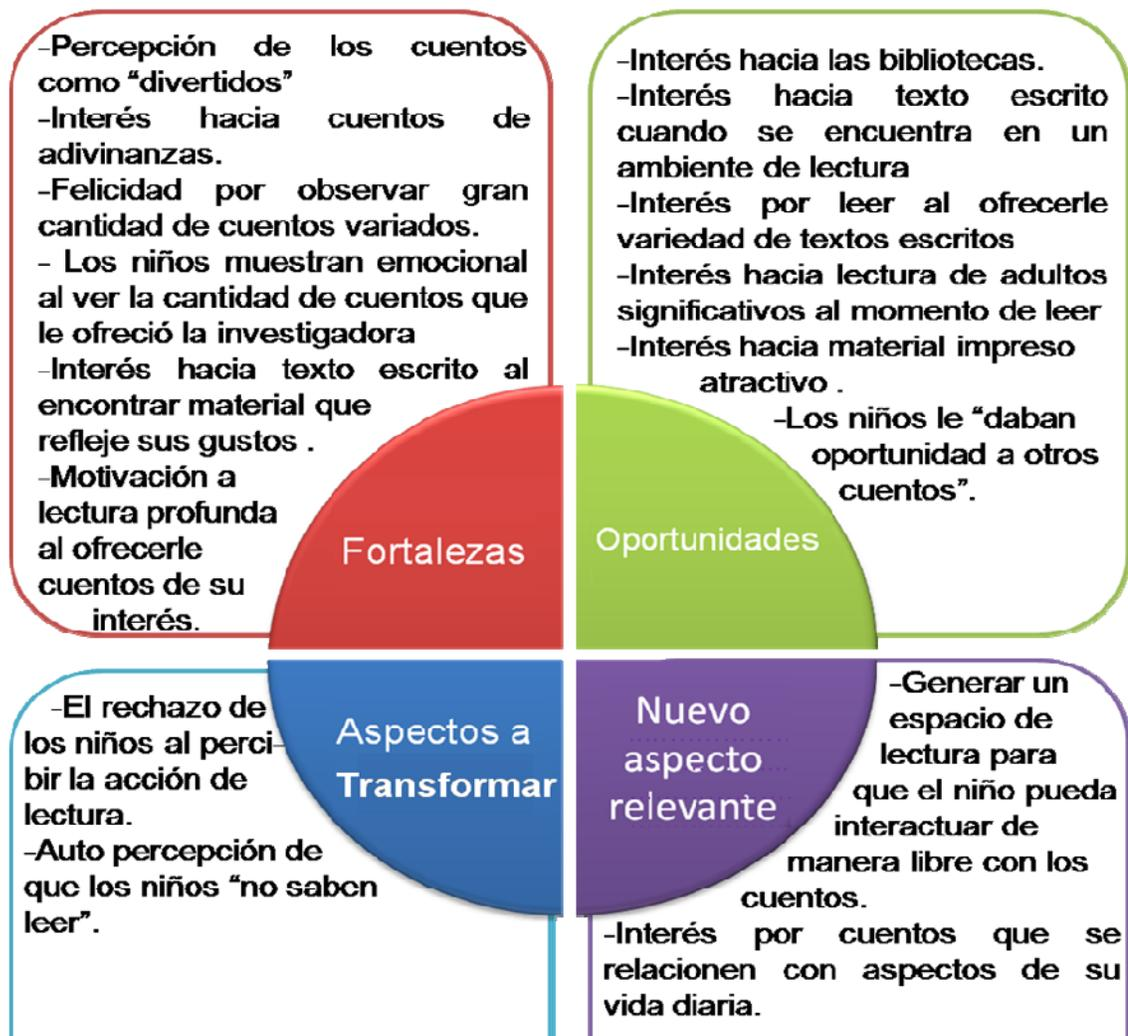 -Percepción de los cuentos
como “divertidos”
-Interés hacia cuentos de
adivinanzas.
-Felicidad por observar gran
cantidad de cuentos variados.
- Los niños muestran emocional
al ver la cantidad de cuentos que
le ofreció la investigadora
-Interés hacia texto escrito al
encontrar material que
refleje sus gustos .
-Motivación a
lectura profunda
al ofrecerle
cuentos de su
interés.
Fortalezas
-Interés hacia las bibliotecas.
-Interés hacia texto escrito
cuando se encuentra en un
ambiente de lectura
-Interés por leer al ofrecerle
variedad de textos escritos
-Interés hacia lectura de adultos
significativos al momento de leer
-Interés hacia material impreso
atractivo .
-Los niños le “daban
oportunidad a otros
cuentos”.
Oportunidades
-El rechazo de
los niños al perci-
bir la acción de
lectura.
-Auto percepción de
que los niños “no saben
leer”.
Aspectos a
Transformar
Nuevo
aspecto
relevante
-Generar un
espacio de
lectura para
que el niño pueda
interactuar de
manera libre con los
cuentos.
-Interés por cuentos que se
relacionen con aspectos de su
vida diaria.